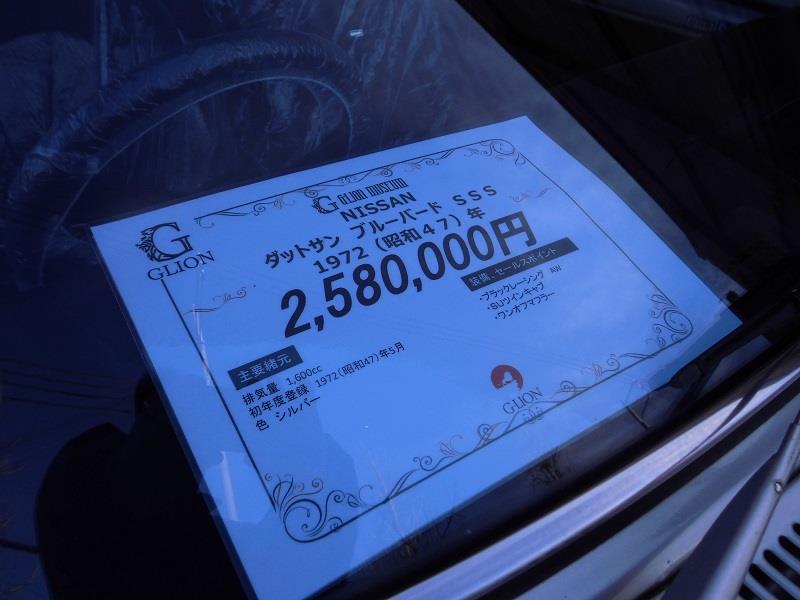 G
GLION
GLION MUSEUM
NISSAN
ダットサン ブルーバード SSS
1972(昭和47)年
2,580,000円
装備、セールスポイント
・ブラックレーシング AW
・SUツインキャブ
・ワンオフマフラー
主要緒元
排気量 1,600cc
初年度登録 1972(昭和47)年5月
色 シルバー
GLION